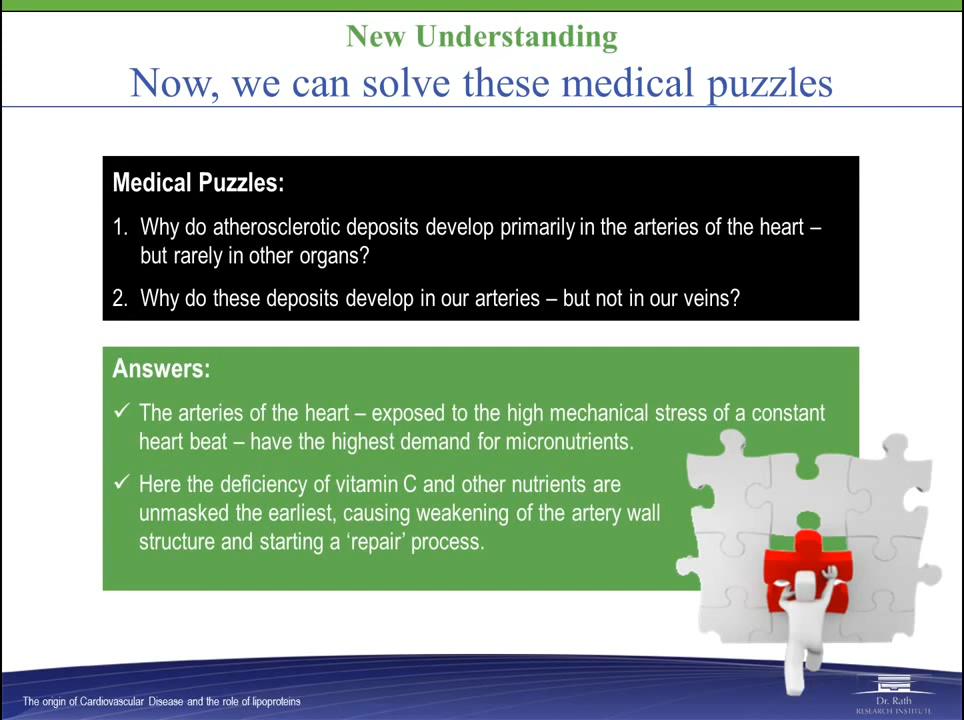 New Understanding
Now, we can solve these medical puzzles
Medical Puzzles:
1. Why do atherosclerotic deposits develop primarily in the arteries of the heart –
but rarely in other organs?
2. Why do these deposits develop in our arteries – but not in our veins?
Answers:
✓ The arteries of the heart – exposed to the high mechanical stress of a constant
heart beat – have the highest demand for micronutrients.
✓ Here the deficiency of vitamin C and other nutrients are
unmasked the earliest, causing weakening of the artery wall
structure and starting a ‘repair’ process.
The origin of Cardiovascular Disease and the role of lipoproteins
Dr. Rath
RESEARCH INSTITUTE